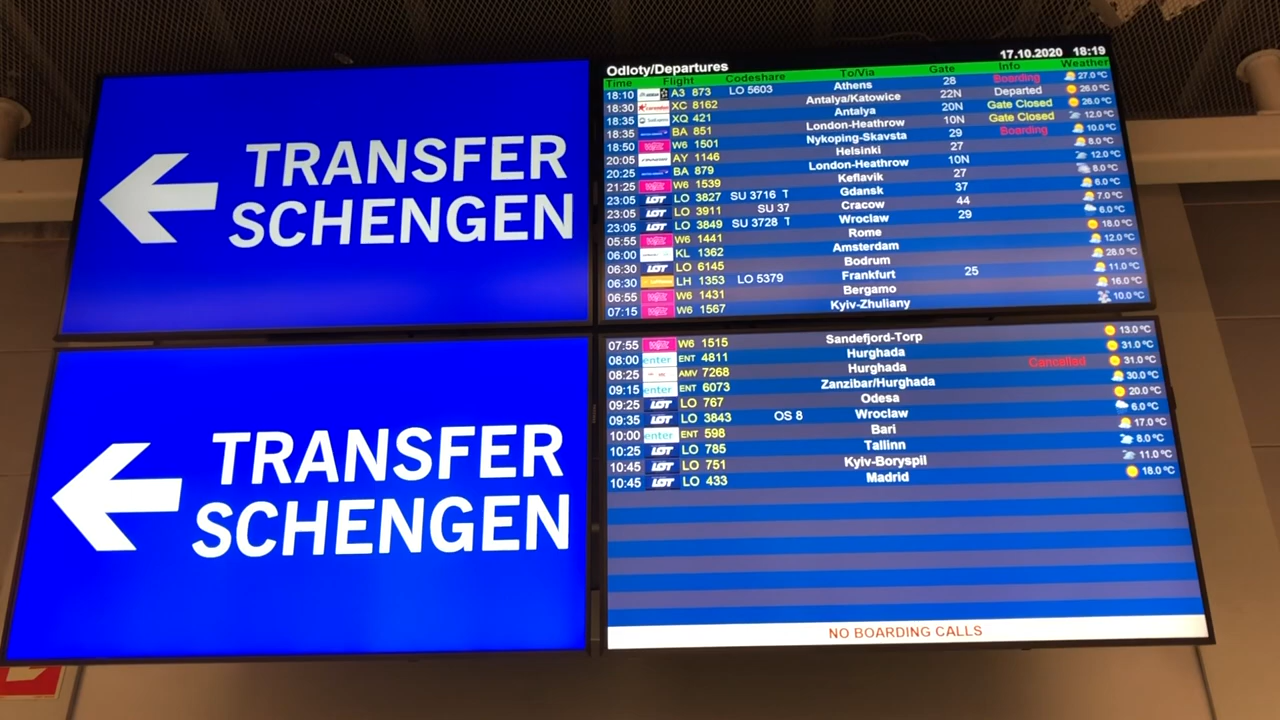 TRANSFER
SCHENGEN
17.10.2020 18:19
Odloty/Departures
Time Flight Codeshare To/Via Gate Info Weather
18:10 A3 873 LO 5603 Athens 28 Boarding 27.0 °C
18:30 XC 8162 Antalya/Katowice 22N Departed 26.0 °C
18:35 XQ 421 Antalya 20N Gate Closed 26.0 °C
18:35 BA 851 London-Heathrow 10N Gate Closed 12.0 °C
18:50 W6 1501 Nykoping-Skavsta 29 Boarding 10.0 °C
20:05 AY 1146 Helsinki 27 8.0 °C
20:25 BA 879 London-Heathrow 10N 12.0 °C
21:25 W6 1539 Keflavik 27 8.0 °C
23:05 LOT LO 3827 SU 3716 T Gdansk 37 6.0 °C
23:05 LOT LO 3911 SU 37 Cracow 44 7.0 °C
23:05 LOT LO 3849 SU 3728 T Wroclaw 29 6.0 °C
05:55 W6 1441 Rome 18.0 °C
06:00 KL 1362 Amsterdam 12.0 °C
06:30 LOT LO 6145 Bodrum 28.0 °C
06:30 LH 1353 LO 5379 Frankfurt 25 11.0 °C
06:55 W6 1431 Bergamo 16.0 °C
07:15 W6 1567 Kyiv-Zhuliany 10.0 °C
TRANSFER
SCHENGEN
07:55 W6 1515 Sandefjord-Torp 13.0 °C
08:00 enter ENT 4811 Hurghada 31.0 °C
08:25 AMV 7268 Hurghada Cancelled 31.0 °C
09:15 enter ENT 6073 Zanzibar/Hurghada 30.0 °C
09:25 LOT LO 767 Odesa 20.0 °C
09:35 LOT LO 3843 OS 8 Wroclaw 6.0 °C
10:00 enter ENT 598 Bari 17.0 °C
10:25 LOT LO 785 Tallinn 8.0 °C
10:45 LOT LO 751 Kyiv-Boryspil 11.0 °C
10:45 LOT LO 433 Madrid 18.0 °C
NO BOARDING CALLS